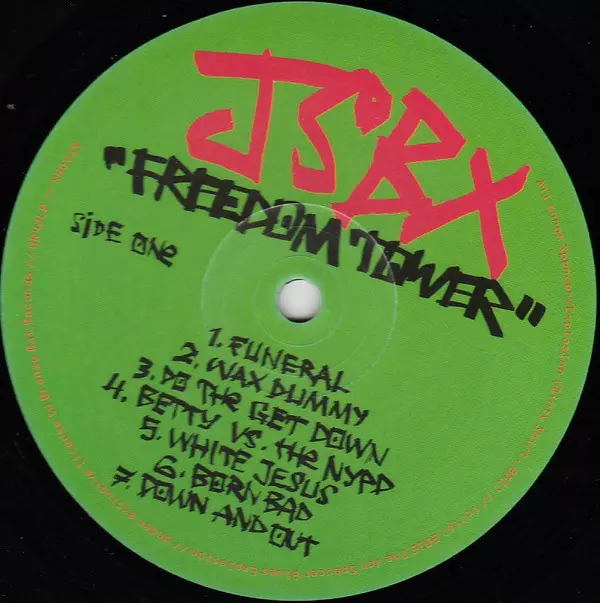 JSBX
"FREEDOM TOWER"
SiDE ONe
1. FUNERAL
2. WAX DUMMY
3. DO THE GET DOWN
4. BETTY VS. THE NYPD
5. WHITE JESUS
6. BORN BAD
7. DOWN AND OUT